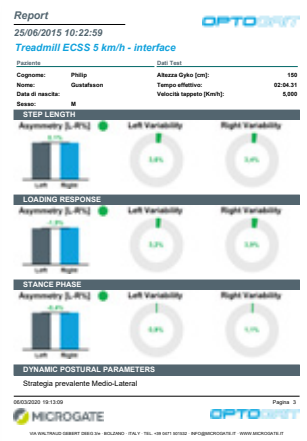 Report
OPTOGAIT
25/06/2015 10:22:59
Treadmill ECSS 5 km/h - interface
Paziente
Dati Test
Cognome: Philip
Altezza Gyko [cm]: 150
Nome: Gustafsson
Tempo effettivo: 02:04.31
Data di nascita:
Velocità tappeto [Km/h]: 5,000
Sesso: M
STEP LENGTH
Asymmetry [L-R%]
Left Variability
Right Variability
Left Right
LOADING RESPONSE
Asymmetry [L-R%]
Left Variability
Right Variability
Left Right
STANCE PHASE
Asymmetry [L-R%]
Left Variability
Right Variability
Left Right
DYNAMIC POSTURAL PARAMETERS
Strategia prevalente Medio-Lateral
06/03/2020 19:13:09
Pagina 3
MICROGATE
OPTOGAIT